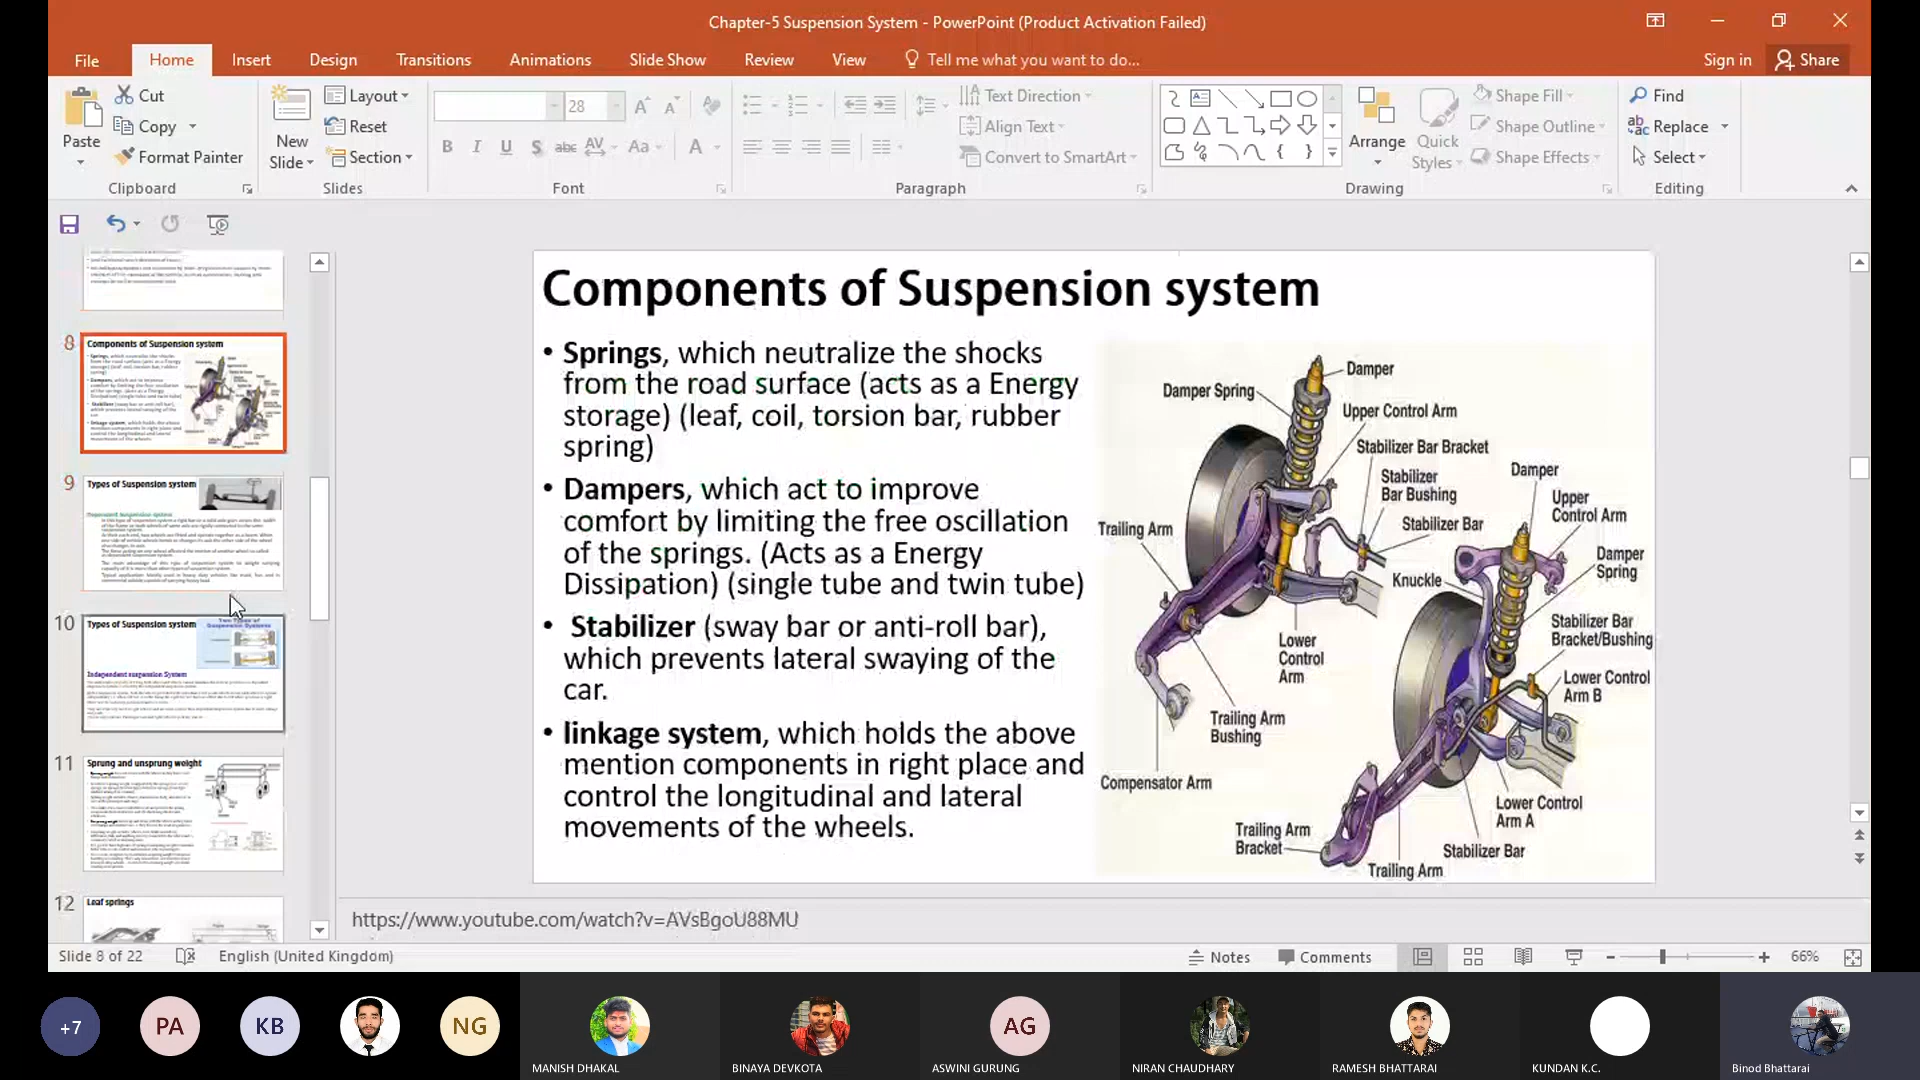 Chapter-5 Suspension System - PowerPoint (Product Activation Failed)
File Home Insert Design Transitions Animations Slide Show Review View Tell me what you want to do... Sign in Share
Cut
Copy
Format Painter
Paste
Clipboard
New
Slide
Layout
Reset
Section
Slides
28
B I U S abc AV Aa A
Font
Text Direction
Align Text
Convert to SmartArt
Paragraph
Arrange
Quick
Styles
Shape Fill
Shape Outline
Shape Effects
Drawing
Find
Replace
Select
Editing
8
Components of Suspension system
9
Types of Suspension system
Dependent Suspension system
10
Types of Suspension system
Two Types of
Suspension Systems
Independent suspension System
11
Sprung and unsprung weight
12
Leaf springs
Components of Suspension system
• Springs, which neutralize the shocks
from the road surface (acts as a Energy
storage) (leaf, coil, torsion bar, rubber
spring)
• Dampers, which act to improve
comfort by limiting the free oscillation
of the springs. (Acts as a Energy
Dissipation) (single tube and twin tube)
• Stabilizer (sway bar or anti-roll bar),
which prevents lateral swaying of the
car.
• linkage system, which holds the above
mention components in right place and
control the longitudinal and lateral
movements of the wheels.
Damper
Damper Spring
Upper Control Arm
Stabilizer Bar Bracket
Stabilizer
Bar Bushing
Stabilizer Bar
Trailing Arm
Lower
Control
Arm
Trailing Arm
Bushing
Compensator Arm
Damper
Upper
Control Arm
Damper
Spring
Knuckle
Stabilizer Bar
Bracket/Bushing
Lower Control
Arm B
Lower Control
Arm A
Trailing Arm
Bracket
Stabilizer Bar
Trailing Arm
https://www.youtube.com/watch?v=AVsBgoU88MU
Slide 8 of 22 English (United Kingdom) Notes Comments 66%
+7 PA KB NG AG
MANISH DHAKAL BINAYA DEVKOTA ASWINI GURUNG NIRAN CHAUDHARY RAMESH BHATTARAI KUNDAN K.C. Binod Bhattarai